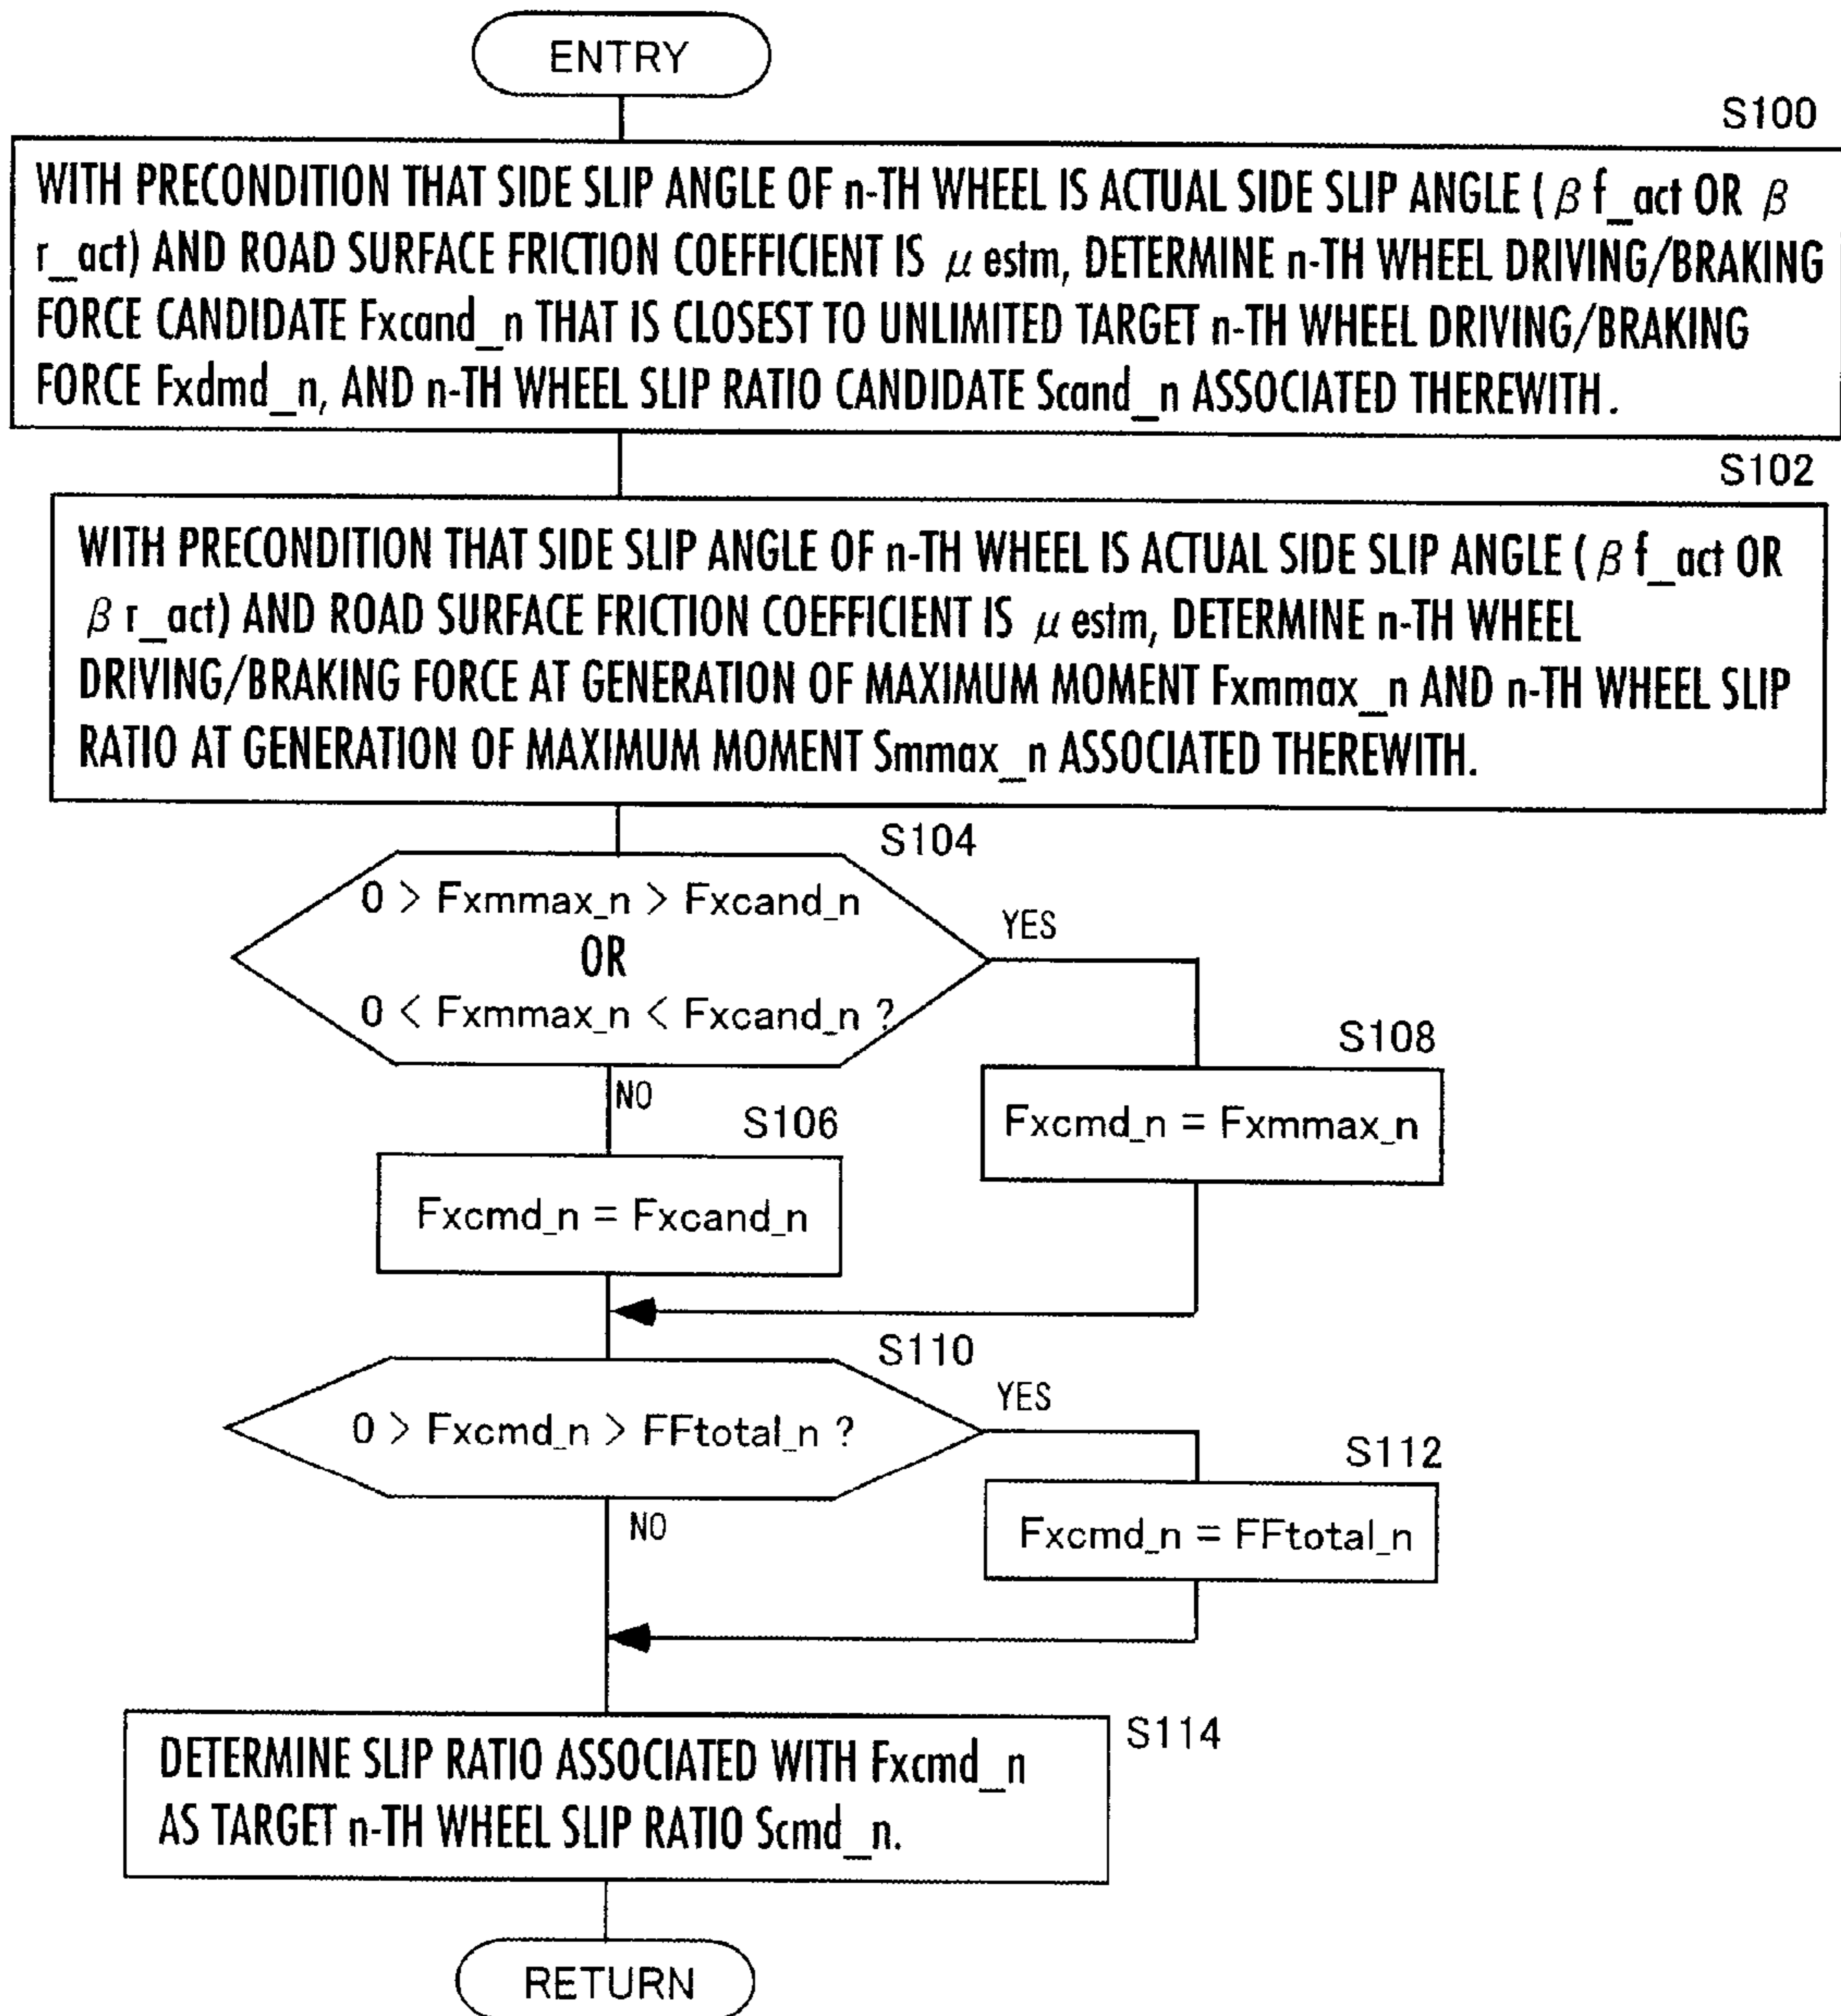 ENTRY
S100
WITH PRECONDITION THAT SIDE SLIP ANGLE OF n-TH WHEEL IS ACTUAL SIDE SLIP ANGLE ( β f_act OR β
r_act) AND ROAD SURFACE FRICTION COEFFICIENT IS μ estm, DETERMINE n-TH WHEEL DRIVING/BRAKING
FORCE CANDIDATE Fxcand_n THAT IS CLOSEST TO UNLIMITED TARGET n-TH WHEEL DRIVING/BRAKING
FORCE Fxdmd_n, AND n-TH WHEEL SLIP RATIO CANDIDATE Scand_n ASSOCIATED THEREWITH.
S102
WITH PRECONDITION THAT SIDE SLIP ANGLE OF n-TH WHEEL IS ACTUAL SIDE SLIP ANGLE ( β f_act OR
β r_act) AND ROAD SURFACE FRICTION COEFFICIENT IS μ estm, DETERMINE n-TH WHEEL
DRIVING/BRAKING FORCE AT GENERATION OF MAXIMUM MOMENT Fxmmax_n AND n-TH WHEEL SLIP
RATIO AT GENERATION OF MAXIMUM MOMENT Smmax_n ASSOCIATED THEREWITH.
S104
0 > Fxmmax_n > Fxcand_n
OR
0 < Fxmmax_n < Fxcand_n ?
YES
NO
S108
Fxcmd_n = Fxmmax_n
S106
Fxcmd_n = Fxcand_n
S110
0 > Fxcmd_n > FFtotal_n ?
YES
NO
S112
Fxcmd_n = FFtotal_n
S114
DETERMINE SLIP RATIO ASSOCIATED WITH Fxcmd_n
AS TARGET n-TH WHEEL SLIP RATIO Scmd_n.
RETURN